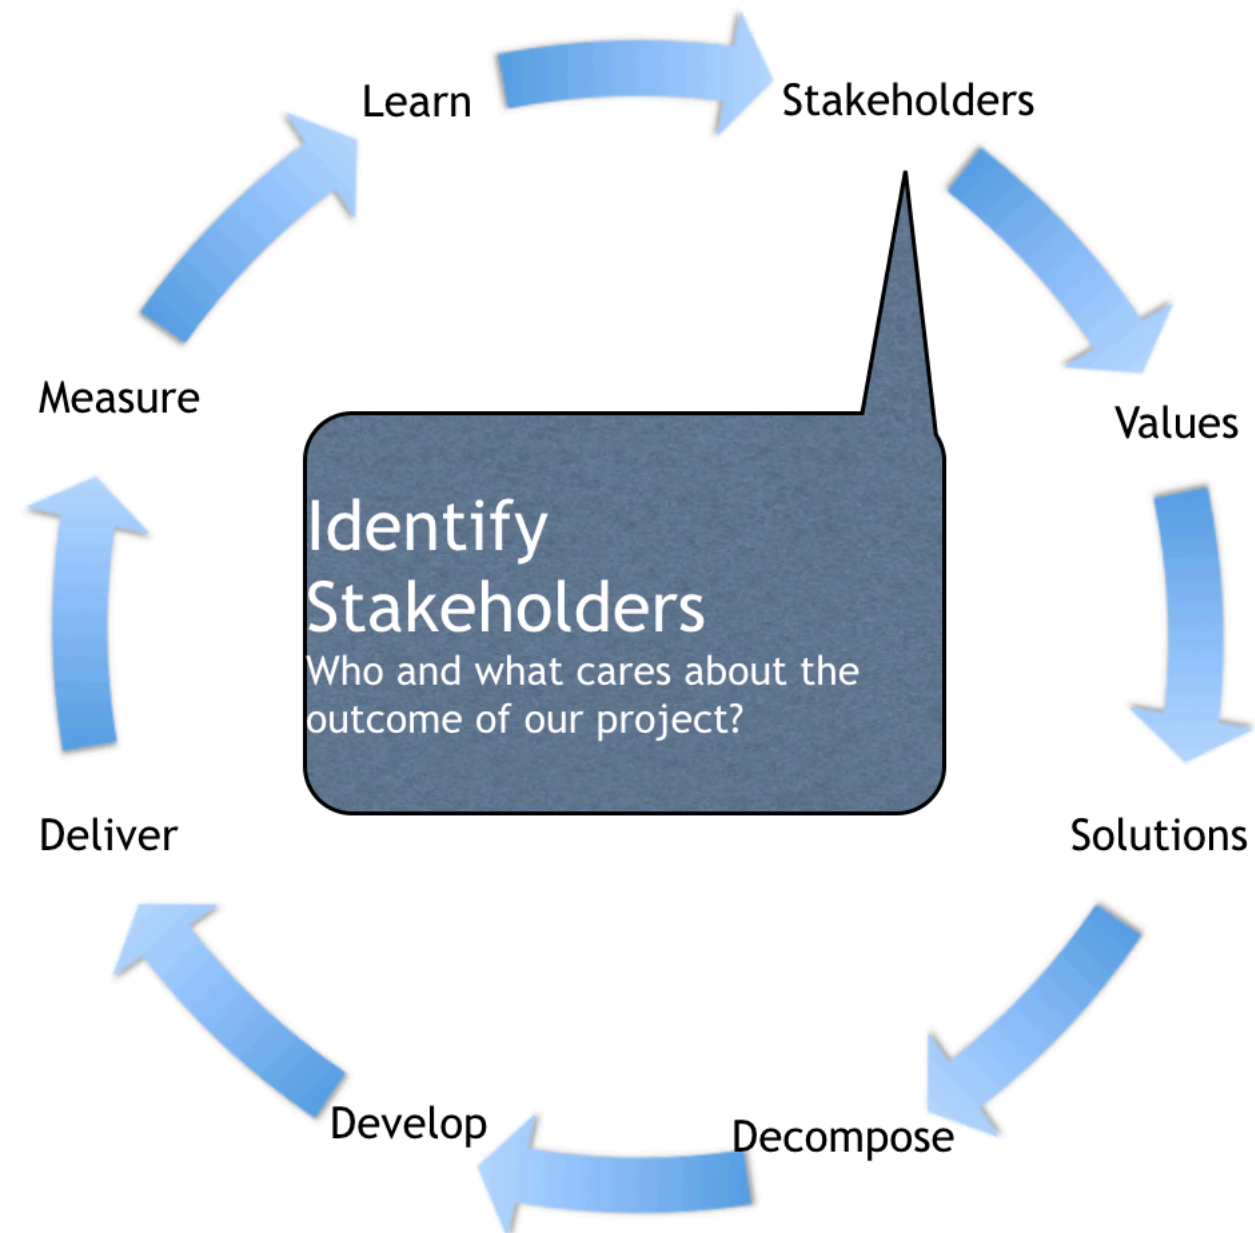 Learn
Stakeholders
Measure
Values
Identify
Stakeholders
Who and what cares about the
outcome of our project?
Deliver
Solutions
Develop
Decompose